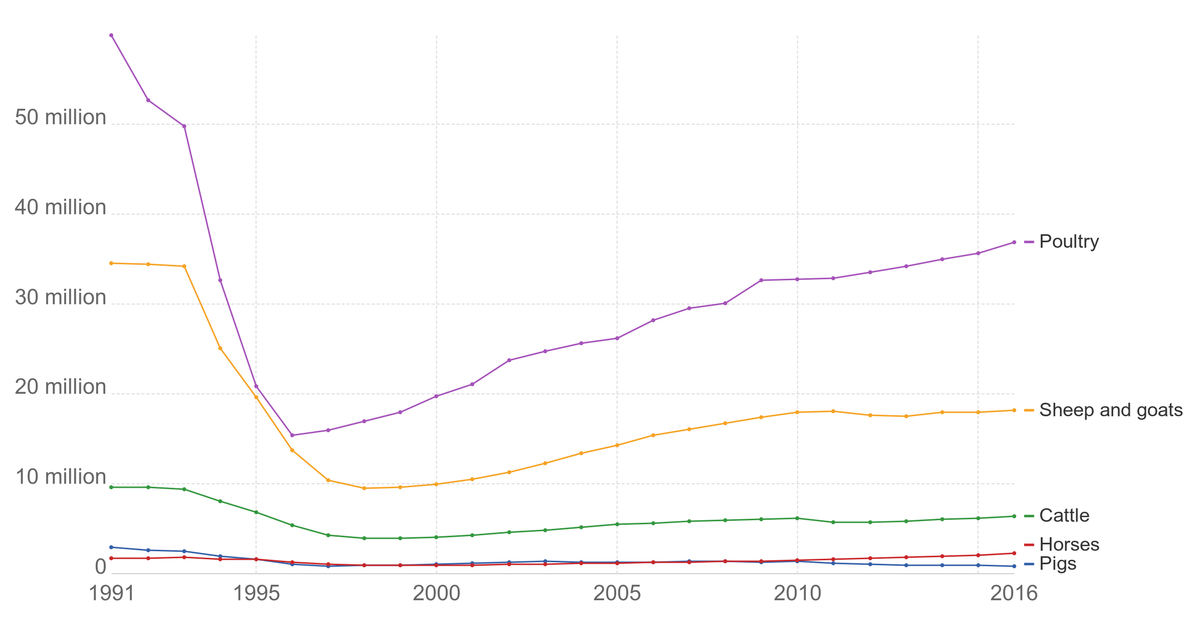 50 million
40 million
30 million
20 million
10 million
0
1991 1995 2000 2005 2010 2016
Poultry
Sheep and goats
Cattle
Horses
Pigs